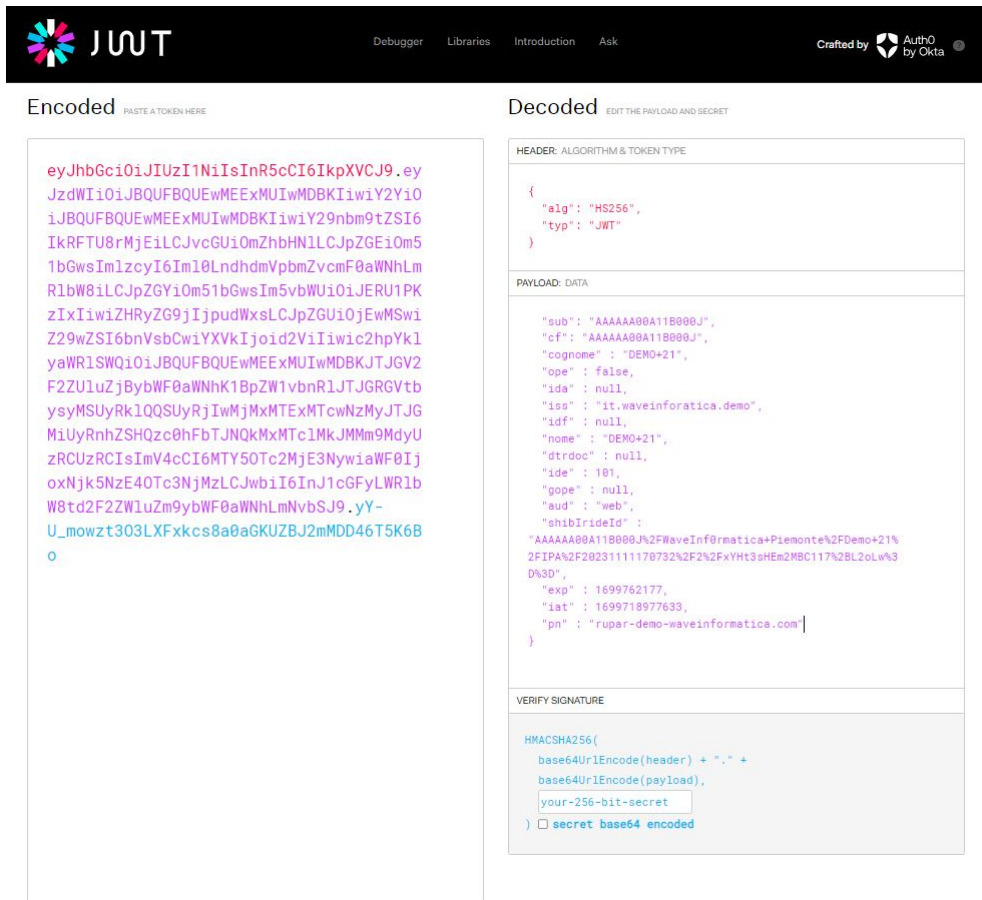 JWT
Debugger Libraries Introduction Ask
Crafted by Auth0 by Okta
Encoded PASTE A TOKEN HERE
eyJhbGciOiJIUzI1NiIsInR5cCI6IkpXVCJ9.ey
JzdWIiOiJBQUFBQUEwMEExMUIwMDBKIiwiY2YiO
iJBQUFBQUEwMEExMUIwMDBKIiwiY29nbm9tZSI6
IkRFTU8rMjEiLCJvcGUiOmZhbHNlLCJpZGEiOm5
1bGwsImlzcyI6Iml0LndhdmVpbmZvcmF0aWNhLm
RlbW8iLCJpZGYiOm51bGwsIm5vbWUiOiJERU1PK
zIxIiwiZHRyZG9jIjpudWxsLCJpZGUiOjEwMSwi
Z29wZSI6bnVsbCwiYXVkIjoid2ViIiwic2hpYkl
yaWRlSWQiOiJBQUFBQUEwMEExMUIwMDBKJTJGV2
F2ZUluZjBybWF0aWNhK1BpZW1vbnRlJTJGRGVtb
ysyMSUyRklQQSUyRjIwMjMxMTExMTcwNzMyJTJG
MiUyRnhZSHQzc0hFbTJNQkMxMTclMkJMMm9MdyU
zRCUzRCIsImV4cCI6MTY5OTc2MjE3NywiaWF0Ij
oxNjk5NzE4OTc3NjMzLCJwbiI6InJ1cGFyLWRlb
W8td2F2ZWluZm9ybWF0aWNhLmNvbSJ9.yY-
U_mowzt3O3LXFxkcs8a0aGKUZBJ2mMDD46T5K6B
o
Decoded EDIT THE PAYLOAD AND SECRET
HEADER: ALGORITHM & TOKEN TYPE
{
"alg": "HS256",
"typ": "JWT"
}
PAYLOAD: DATA
"sub": "AAAAAA00A11B000J",
"cf": "AAAAAA00A11B000J",
"cognome" : "DEMO+21",
"ope" : false,
"ida" : null,
"iss" : "it.waveinforatica.demo",
"idf" : null,
"nome" : "DEMO+21",
"dtrdoc" : null,
"ide" : 101,
"gope" : null,
"aud" : "web",
"shibIrideId" :
"AAAAAA00A11B000J%2FWaveInf0rmatica+Piemonte%2FDemo+21%
2FIPA%2F20231111170732%2F2%2FxYHt3sHEm2MBC117%2BL2oLw%3
D%3D",
"exp" : 1699762177,
"iat" : 1699718977633,
"pn" : "rupar-demo-waveinformatica.com"
}
VERIFY SIGNATURE
HMACSHA256(
base64UrlEncode(header) + "." +
base64UrlEncode(payload),
your-256-bit-secret
) secret base64 encoded